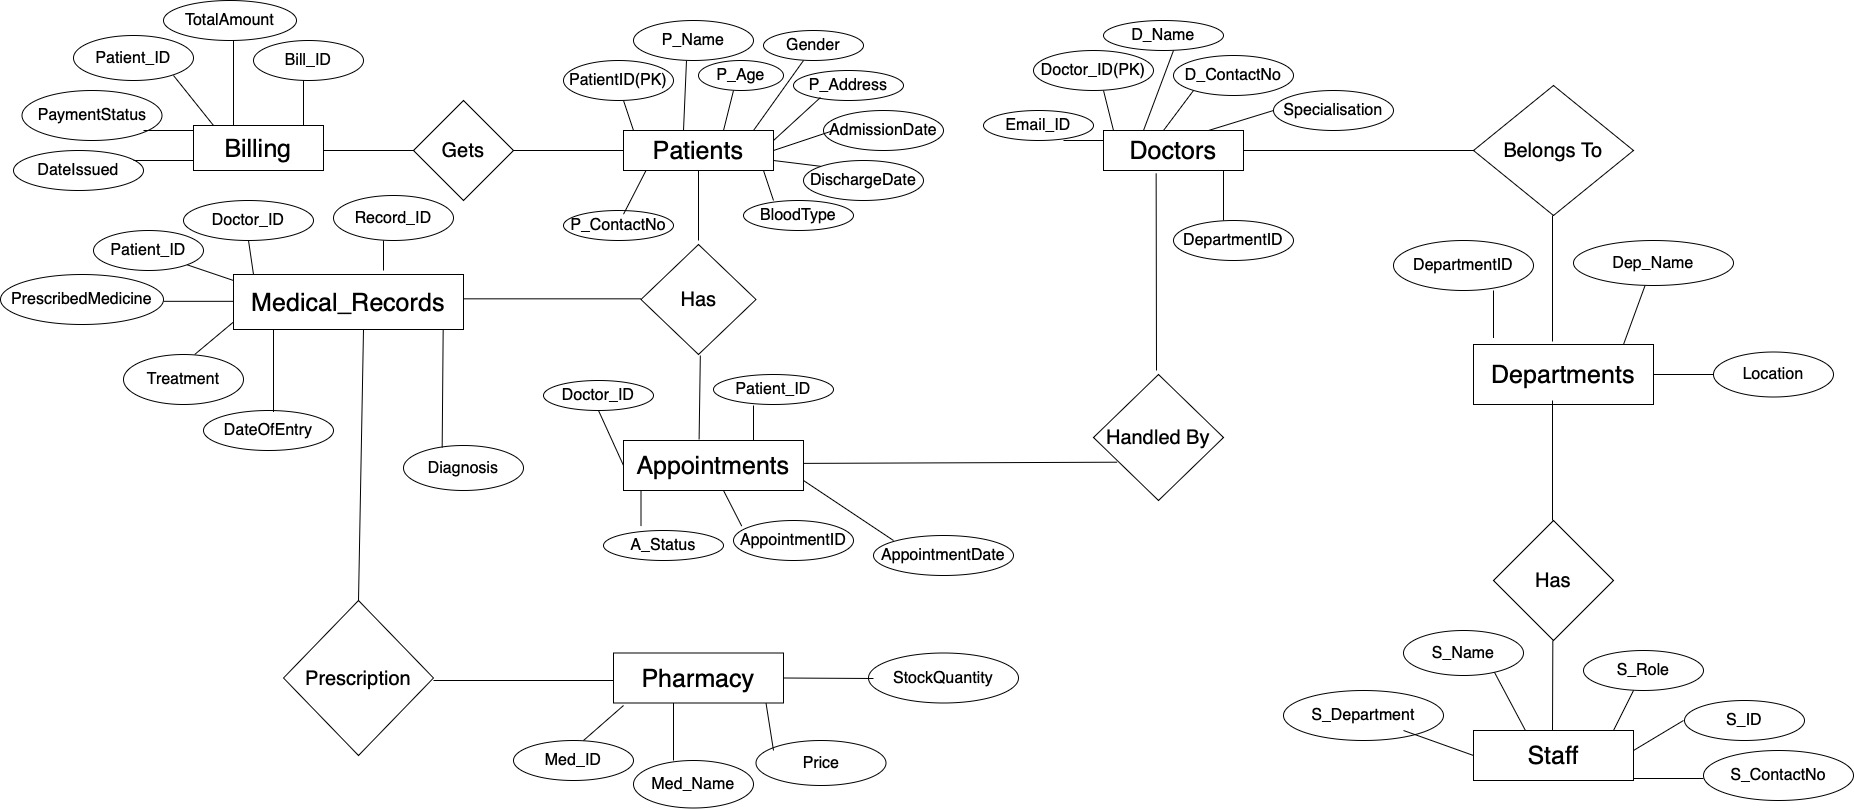 TotalAmount
Patient_ID
Bill_ID
PaymentStatus
DateIssued
Billing
Gets
P_Name
Gender
PatientID(PK)
P_Age
P_Address
AdmissionDate
Patients
DischargeDate
BloodType
P_ContactNo
D_Name
Doctor_ID(PK)
D_ContactNo
Specialisation
Email_ID
Doctors
Belongs To
DepartmentID
Doctor_ID
Record_ID
Patient_ID
PrescribedMedicine
Medical_Records
Has
Treatment
DateOfEntry
Diagnosis
DepartmentID
Dep_Name
Departments
Location
Doctor_ID
Patient_ID
Appointments
Handled By
A_Status
AppointmentID
AppointmentDate
Has
Prescription
Pharmacy
StockQuantity
Med_ID
Med_Name
Price
S_Name
S_Role
S_Department
S_ID
Staff
S_ContactNo